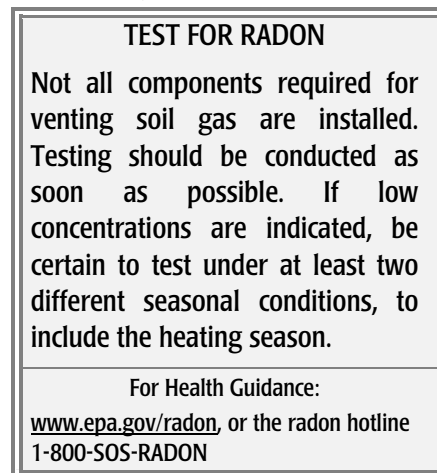 TEST FOR RADON
Not all components required for
venting soil gas are installed.
Testing should be conducted as
soon as possible. If low
concentrations are indicated, be
certain to test under at least two
different seasonal conditions, to
include the heating season.
For Health Guidance:
www.epa.gov/radon, or the radon hotline
1-800-SOS-RADON